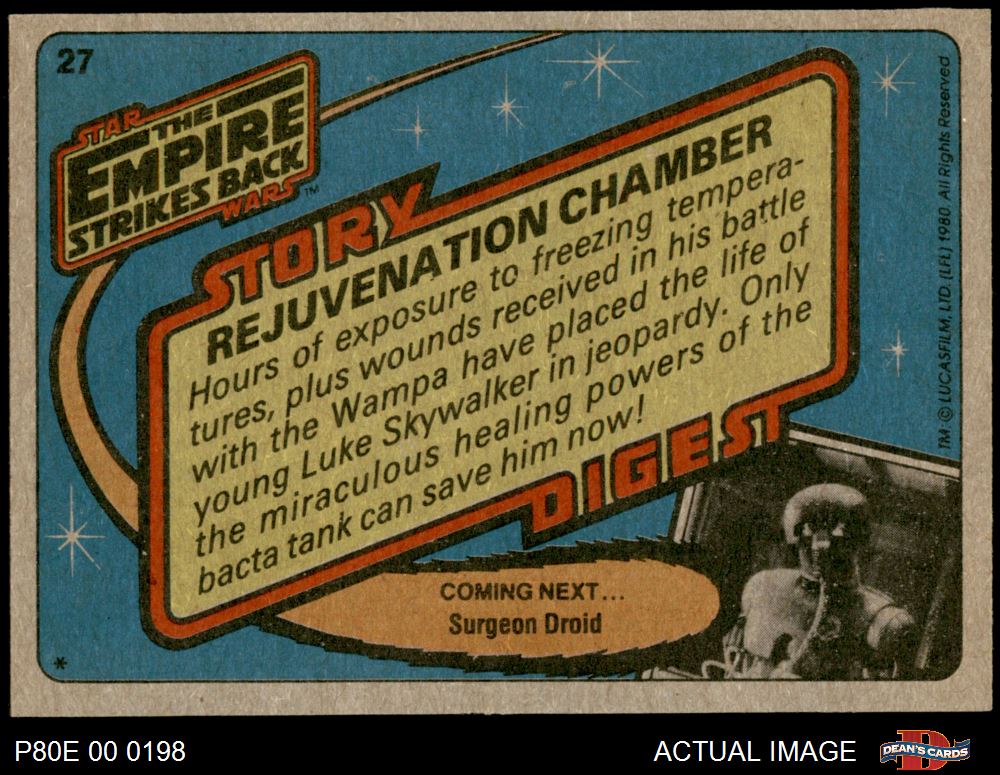 27
STAR
THE
EMPIRE
STRIKES BACK
WARS™
STORY
REJUVENATION CHAMBER
Hours of exposure to freezing tempera-
tures, plus wounds received in his battle
with the Wampa have placed the life of
young Luke Skywalker in jeopardy. Only
the miraculous healing powers of the
bacta tank can save him now!
DIGEST
COMING NEXT...
Surgeon Droid
*
TM: © LUCASFILM, LTD. (LFL) 1980. All Rights Reserved
P80E 00 0198
ACTUAL IMAGE
D
DEAN'S CARDS